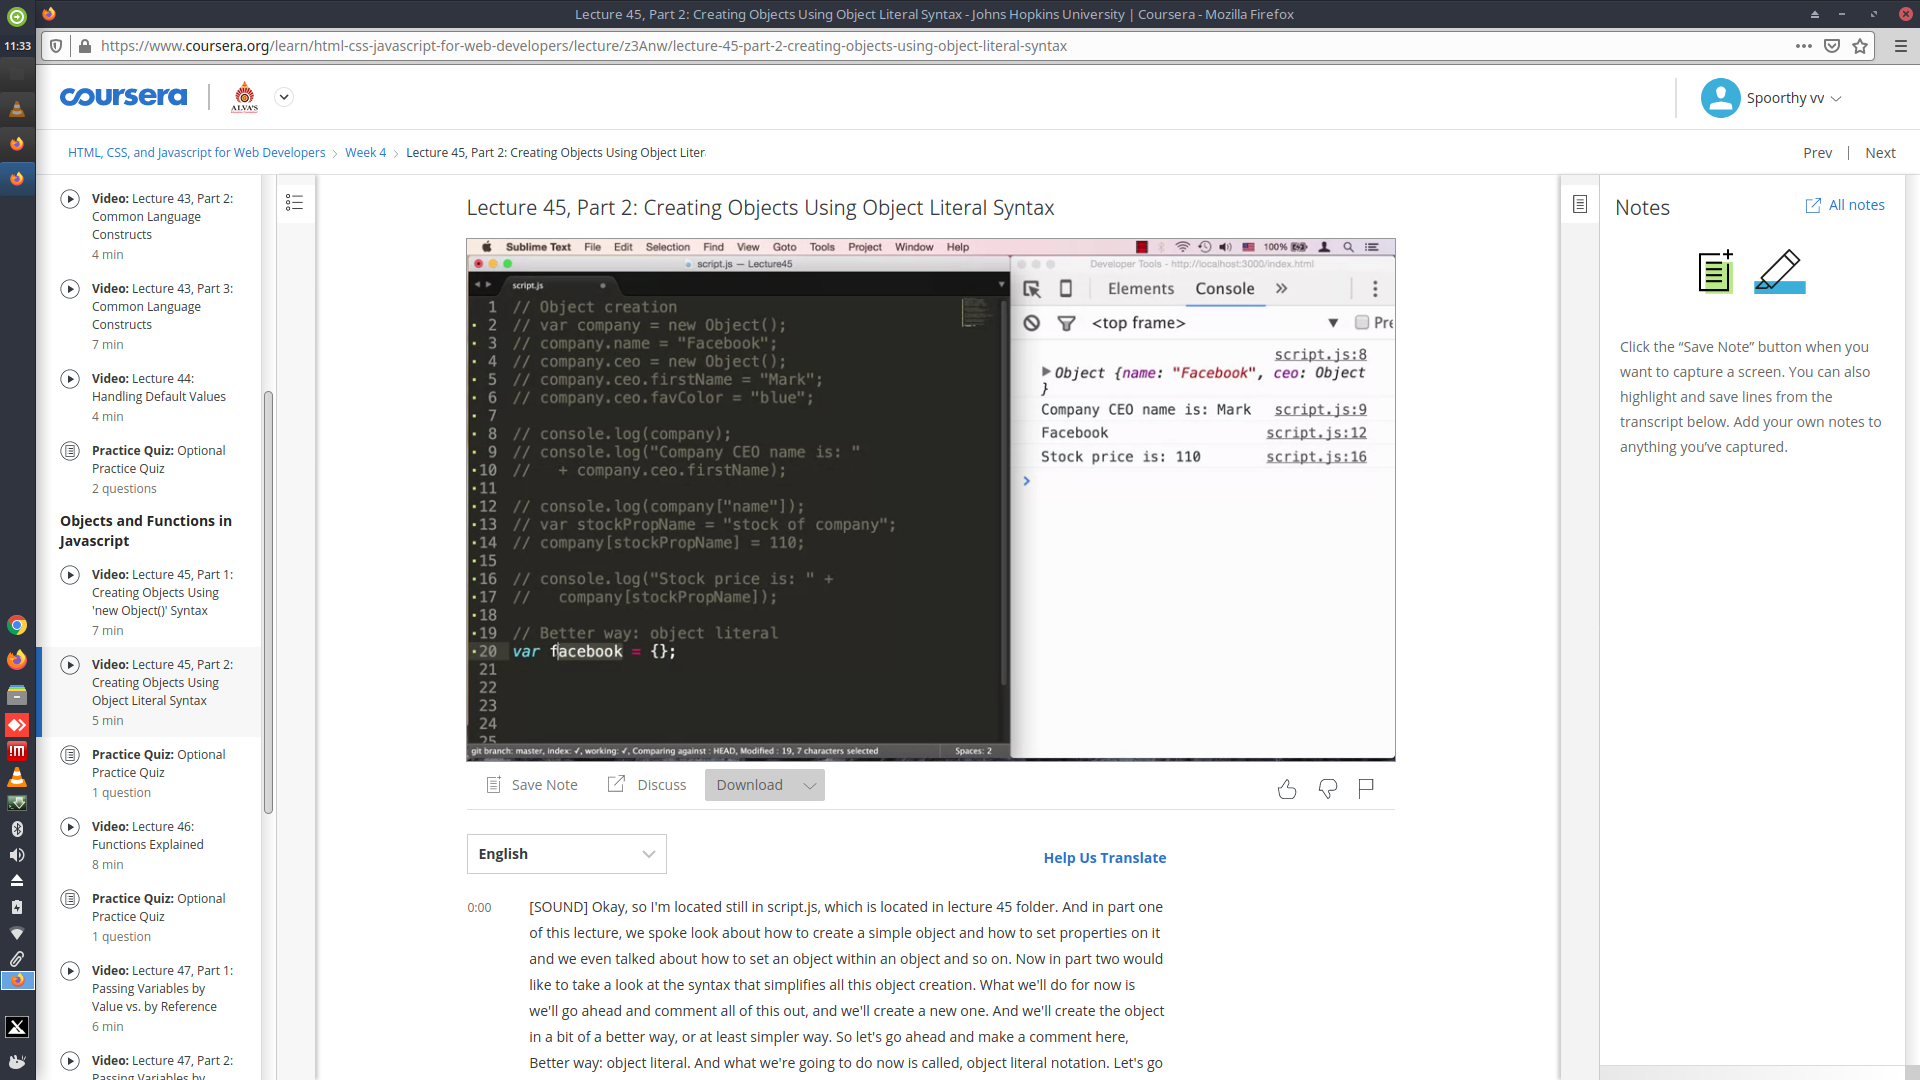 Lecture 45, Part 2: Creating Objects Using Object Literal Syntax - Johns Hopkins University | Coursera - Mozilla Firefox
11:33
https://www.coursera.org/learn/html-css-javascript-for-web-developers/lecture/z3Anw/lecture-45-part-2-creating-objects-using-object-literal-syntax
coursera
ALVA'S
Spoorthy vv
HTML, CSS, and Javascript for Web Developers > Week 4 > Lecture 45, Part 2: Creating Objects Using Object Liter
Prev | Next
Video: Lecture 43, Part 2:
Common Language
Constructs
4 min
Video: Lecture 43, Part 3:
Common Language
Constructs
7 min
Video: Lecture 44:
Handling Default Values
4 min
Practice Quiz: Optional
Practice Quiz
2 questions
Objects and Functions in
Javascript
Video: Lecture 45, Part 1:
Creating Objects Using
'new Object()' Syntax
7 min
Video: Lecture 45, Part 2:
Creating Objects Using
Object Literal Syntax
5 min
Practice Quiz: Optional
Practice Quiz
1 question
Video: Lecture 46:
Functions Explained
8 min
Practice Quiz: Optional
Practice Quiz
1 question
Video: Lecture 47, Part 1:
Passing Variables by
Value vs. by Reference
6 min
Video: Lecture 47, Part 2:
Passing Variables by
Lecture 45, Part 2: Creating Objects Using Object Literal Syntax
Sublime Text File Edit Selection Find View Goto Tools Project Window Help
100%
script.js — Lecture45
script.js
1 // Object creation
2 // var company = new Object();
3 // company.name = "Facebook";
4 // company.ceo = new Object();
5 // company.ceo.firstName = "Mark";
6 // company.ceo.favColor = "blue";
7
8 // console.log(company);
9 // console.log("Company CEO name is: "
10 // + company.ceo.firstName);
11
12 // console.log(company["name"]);
13 // var stockPropName = "stock of company";
14 // company[stockPropName] = 110;
15
16 // console.log("Stock price is: " +
17 // company[stockPropName]);
18
19 // Better way: object literal
20 var facebook = {};
21
22
23
24
25
git branch: master, index: ✓, working: ✓, Comparing against : HEAD, Modified : 19, 7 characters selected
Spaces: 2
Developer Tools - http://localhost:3000/index.html
Elements Console »
<top frame> Pre
script.js:8
Object {name: "Facebook", ceo: Object
}
Company CEO name is: Mark script.js:9
Facebook script.js:12
Stock price is: 110 script.js:16
>
Save Note
Discuss
Download
English
Help Us Translate
0:00
[SOUND] Okay, so I'm located still in script.js, which is located in lecture 45 folder. And in part one
of this lecture, we spoke look about how to create a simple object and how to set properties on it
and we even talked about how to set an object within an object and so on. Now in part two would
like to take a look at the syntax that simplifies all this object creation. What we'll do for now is
we'll go ahead and comment all of this out, and we'll create a new one. And we'll create the object
in a bit of a better way, or at least simpler way. So let's go ahead and make a comment here,
Better way: object literal. And what we're going to do now is called, object literal notation. Let's go
Notes
All notes
Click the “Save Note” button when you
want to capture a screen. You can also
highlight and save lines from the
transcript below. Add your own notes to
anything you’ve captured.